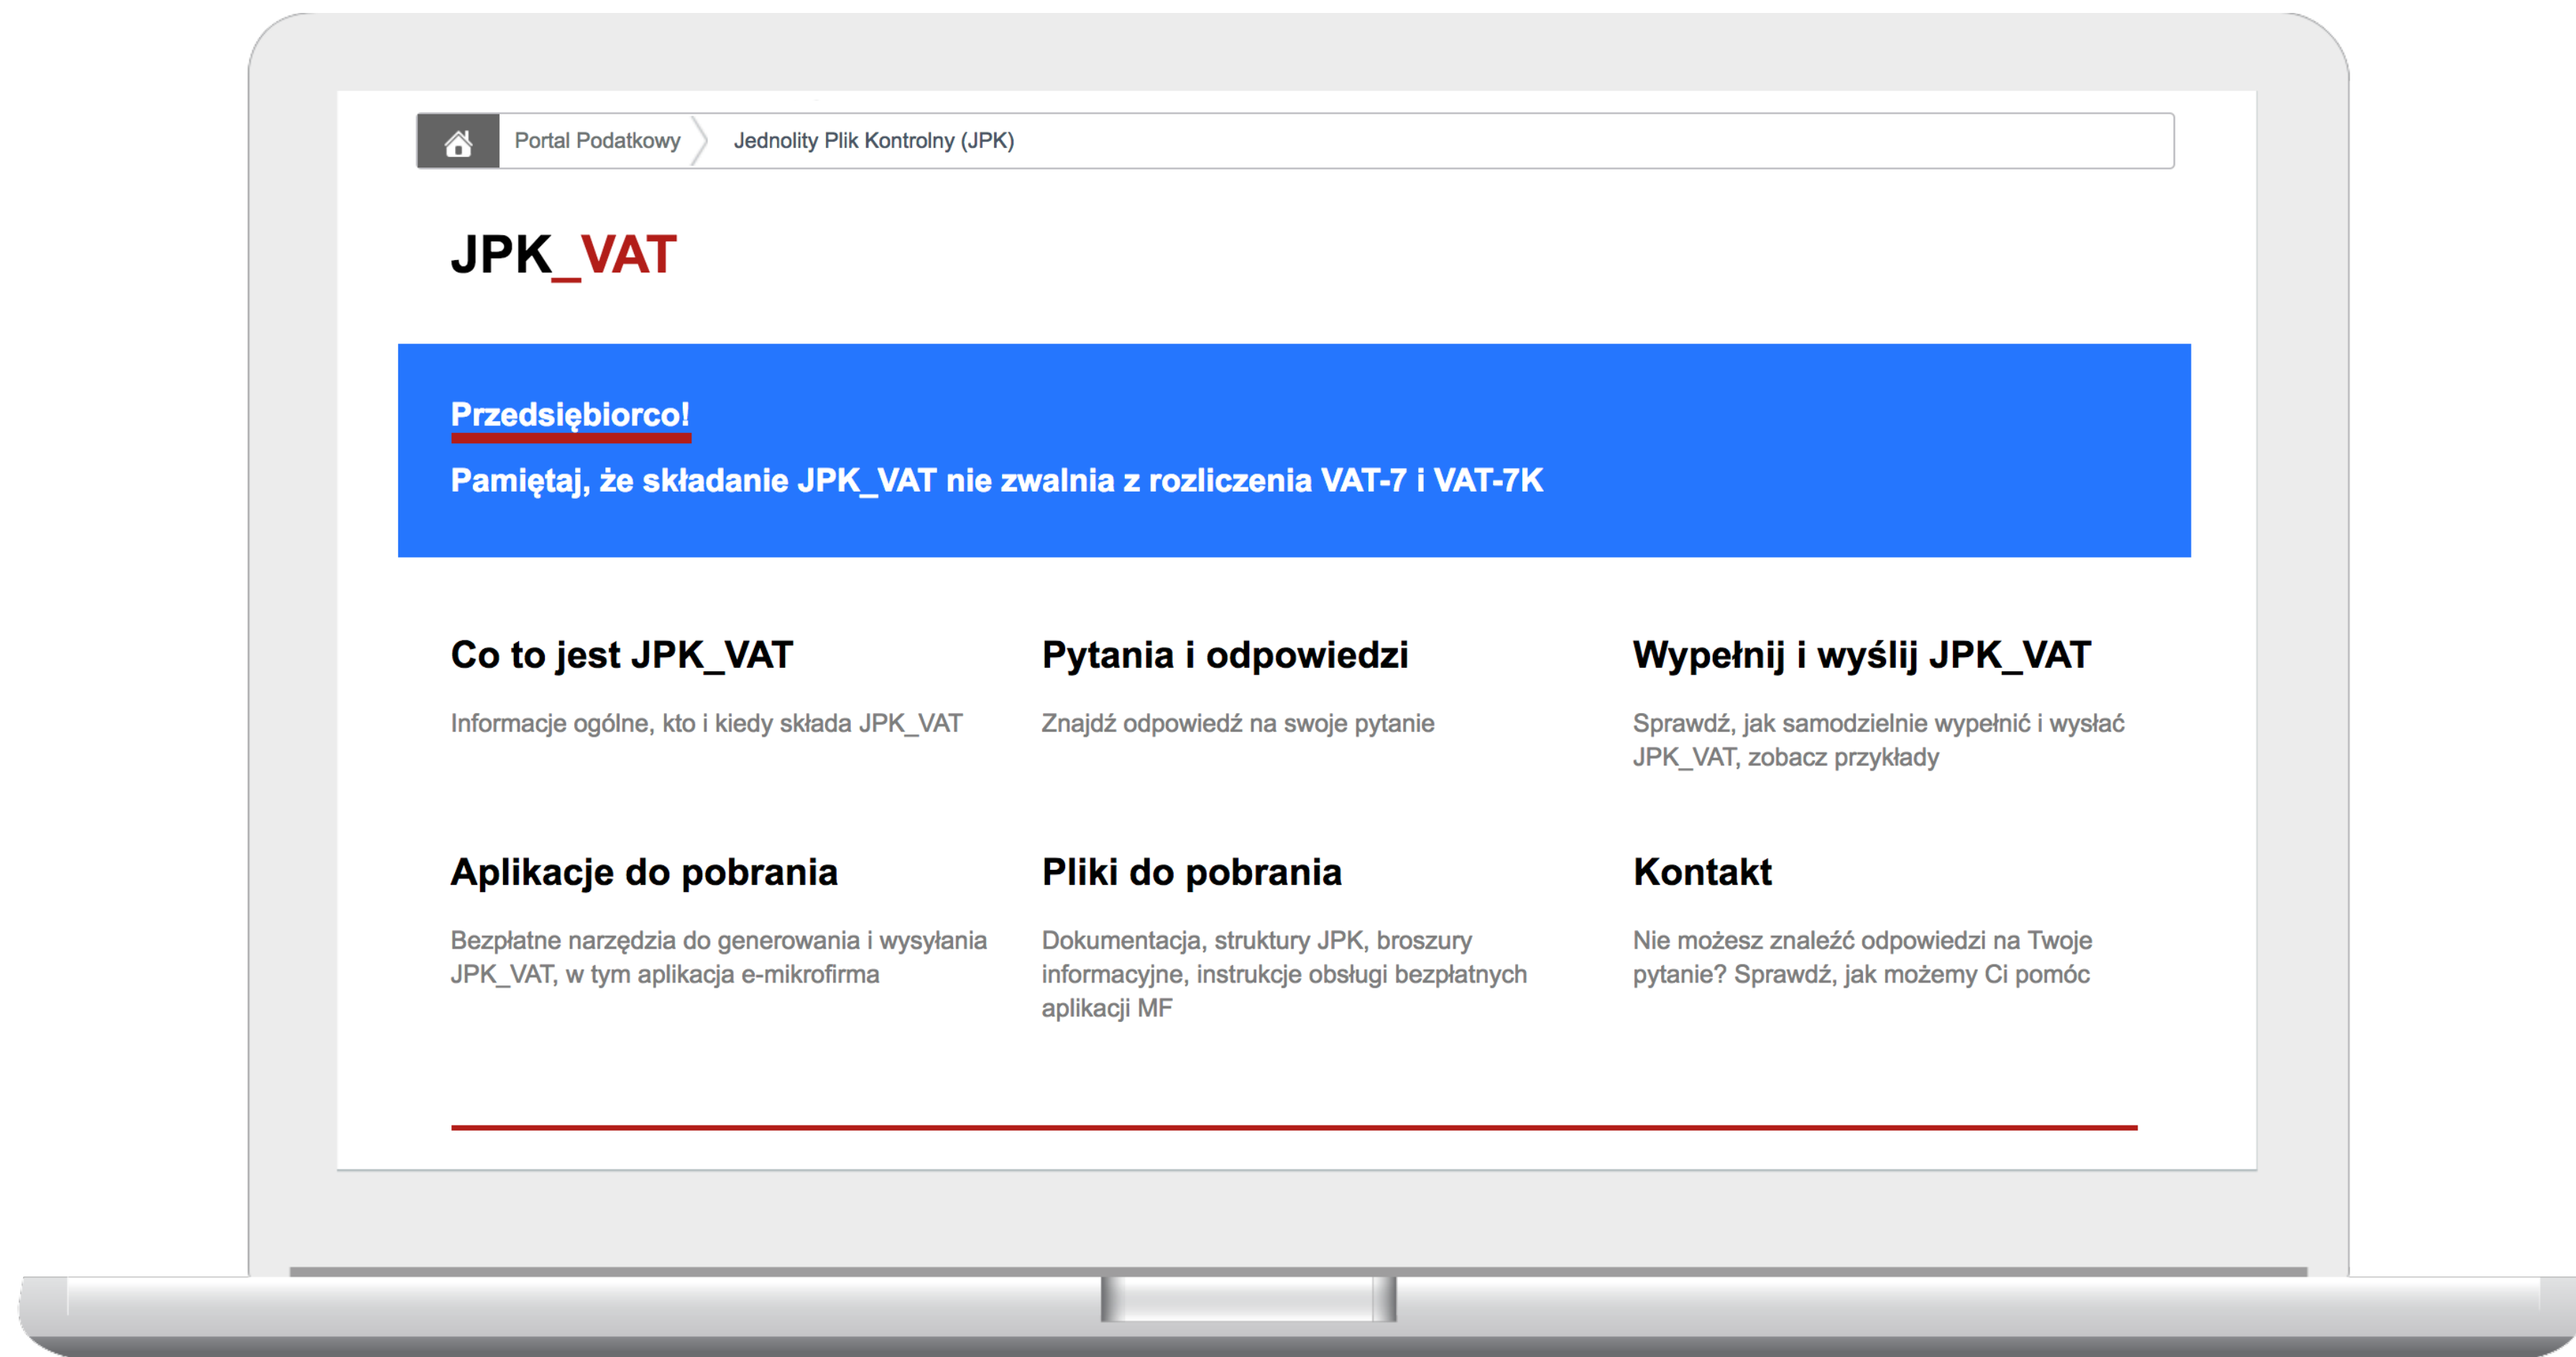 Portal Podatkowy
Jednolity Plik Kontrolny (JPK)
JPK_VAT
Przedsiębiorco!
Pamiętaj, że składanie JPK_VAT nie zwalnia z rozliczenia VAT-7 i VAT-7K
Co to jest JPK_VAT
Informacje ogólne, kto i kiedy składa JPK_VAT
Pytania i odpowiedzi
Znajdź odpowiedź na swoje pytanie
Wypełnij i wyślij JPK_VAT
Sprawdź, jak samodzielnie wypełnić i wysłać
JPK_VAT, zobacz przykłady
Aplikacje do pobrania
Bezpłatne narzędzia do generowania i wysyłania
JPK_VAT, w tym aplikacja e-mikrofirma
Pliki do pobrania
Dokumentacja, struktury JPK, broszury
informacyjne, instrukcje obsługi bezpłatnych
aplikacji MF
Kontakt
Nie możesz znaleźć odpowiedzi na Twoje
pytanie? Sprawdź, jak możemy Ci pomóc